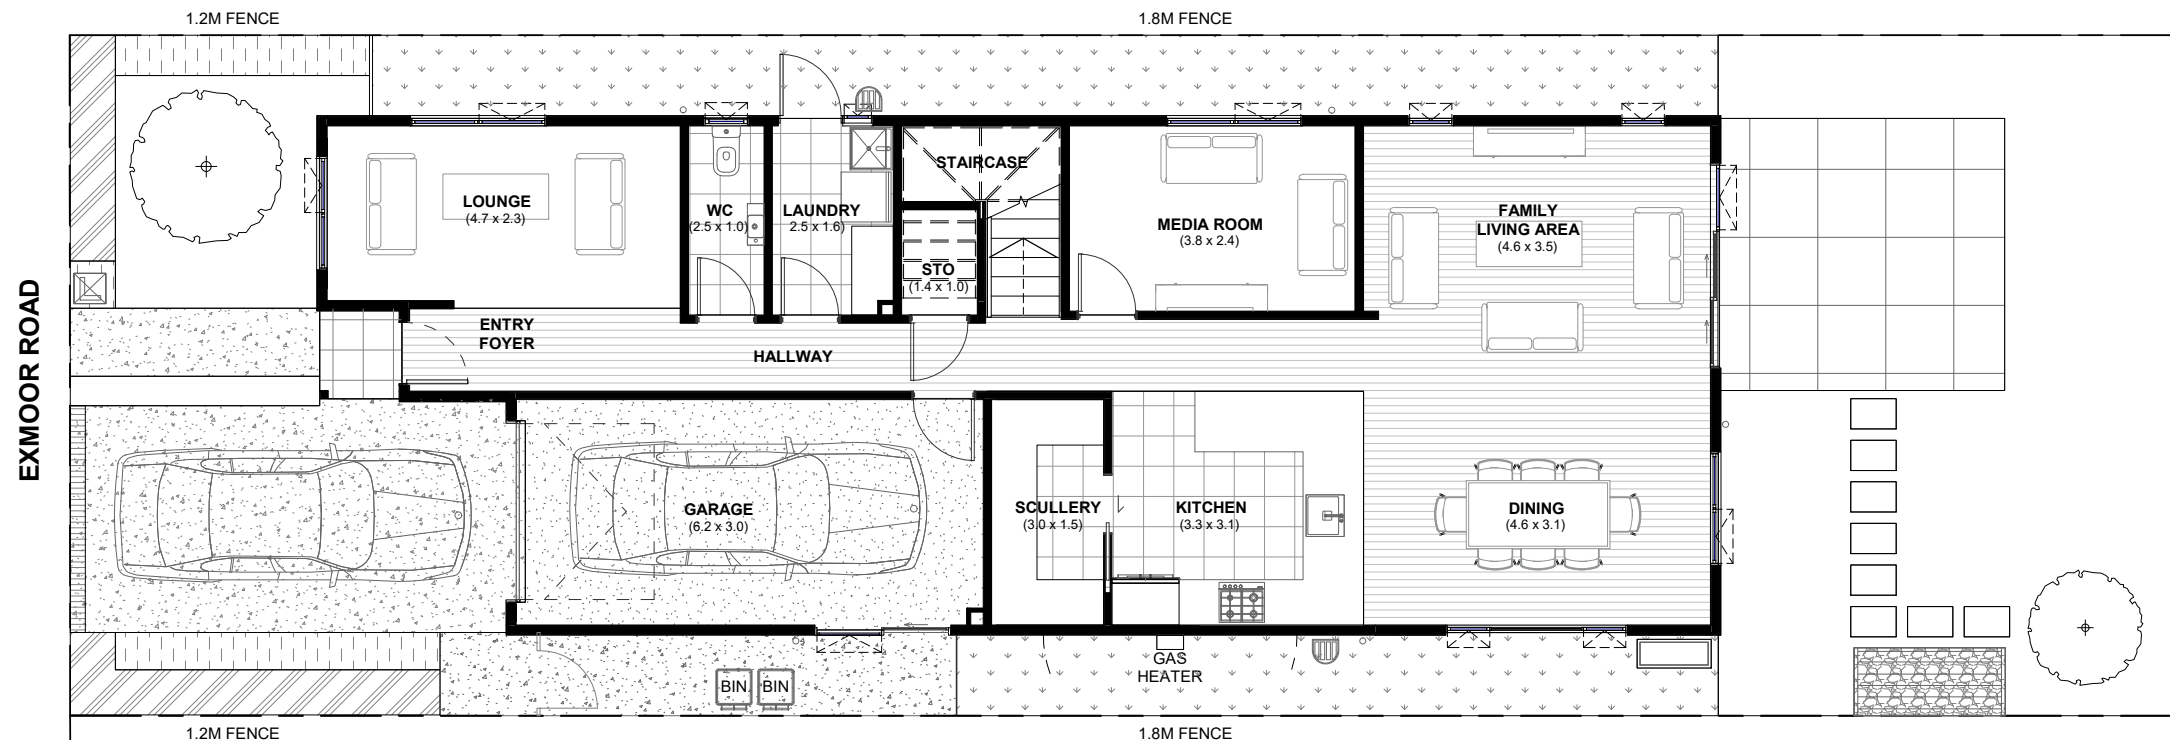 1.2M FENCE
1.8M FENCE
EXMOOR ROAD
LOUNGE
(4.7 x 2.3)
WC
(2.5 x 1.0)
LAUNDRY
2.5 x 1.6)
STAIRCASE
STO
(1.4 x 1.0)
MEDIA ROOM
(3.8 x 2.4)
FAMILY
LIVING AREA
(4.6 x 3.5)
ENTRY
FOYER
HALLWAY
GARAGE
(6.2 x 3.0)
SCULLERY
(3.0 x 1.5)
KITCHEN
(3.3 x 3.1)
DINING
(4.6 x 3.1)
BIN
BIN
GAS
HEATER
1.2M FENCE
1.8M FENCE